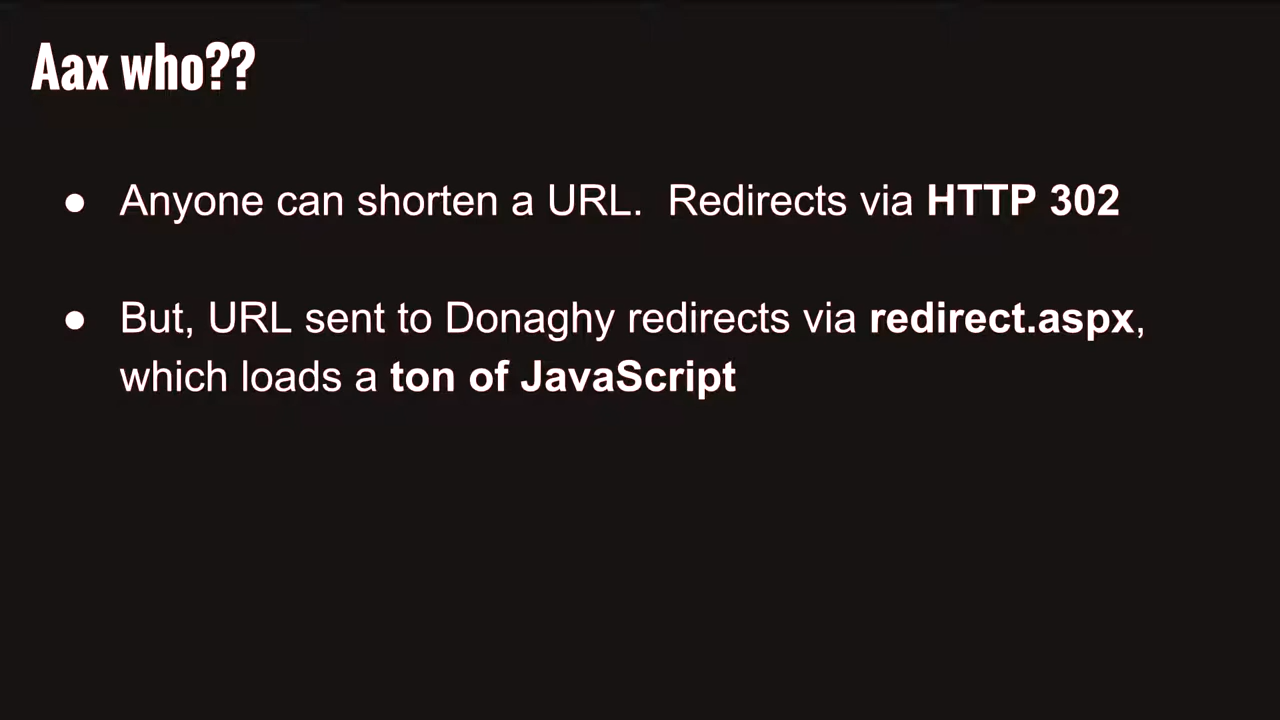 Aax who??
● Anyone can shorten a URL.  Redirects via HTTP 302
● But, URL sent to Donaghy redirects via redirect.aspx,
which loads a ton of JavaScript